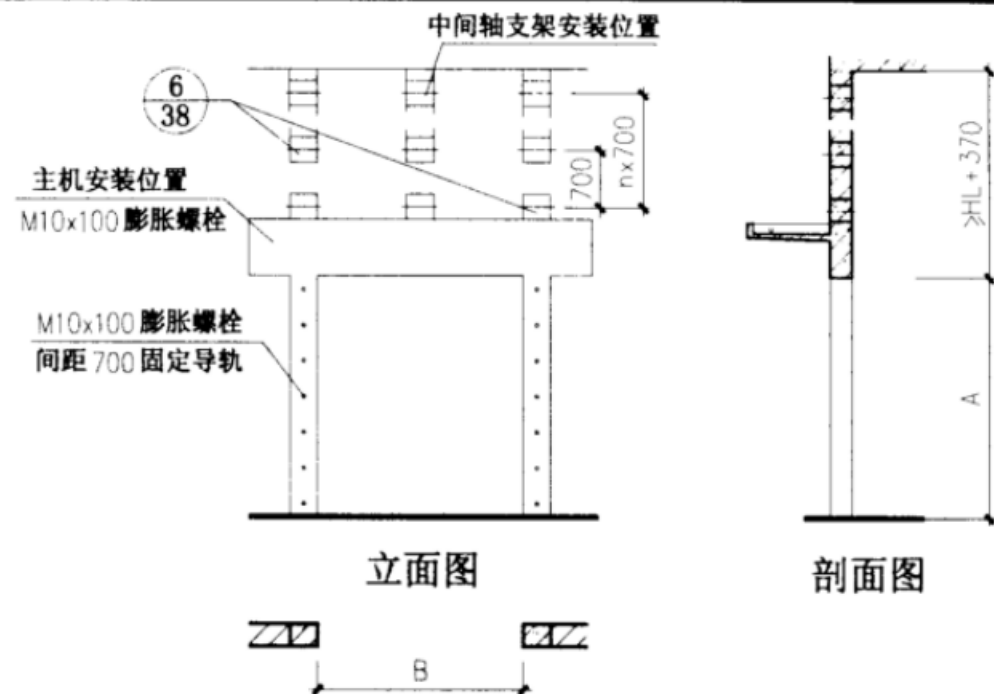 中间轴支架安装位置
6
38
主机安装位置
M10x100 膨胀螺栓
M10x100 膨胀螺栓
间距 700 固定导轨
700
nx700
≥HL+370
A
立面图
剖面图
B